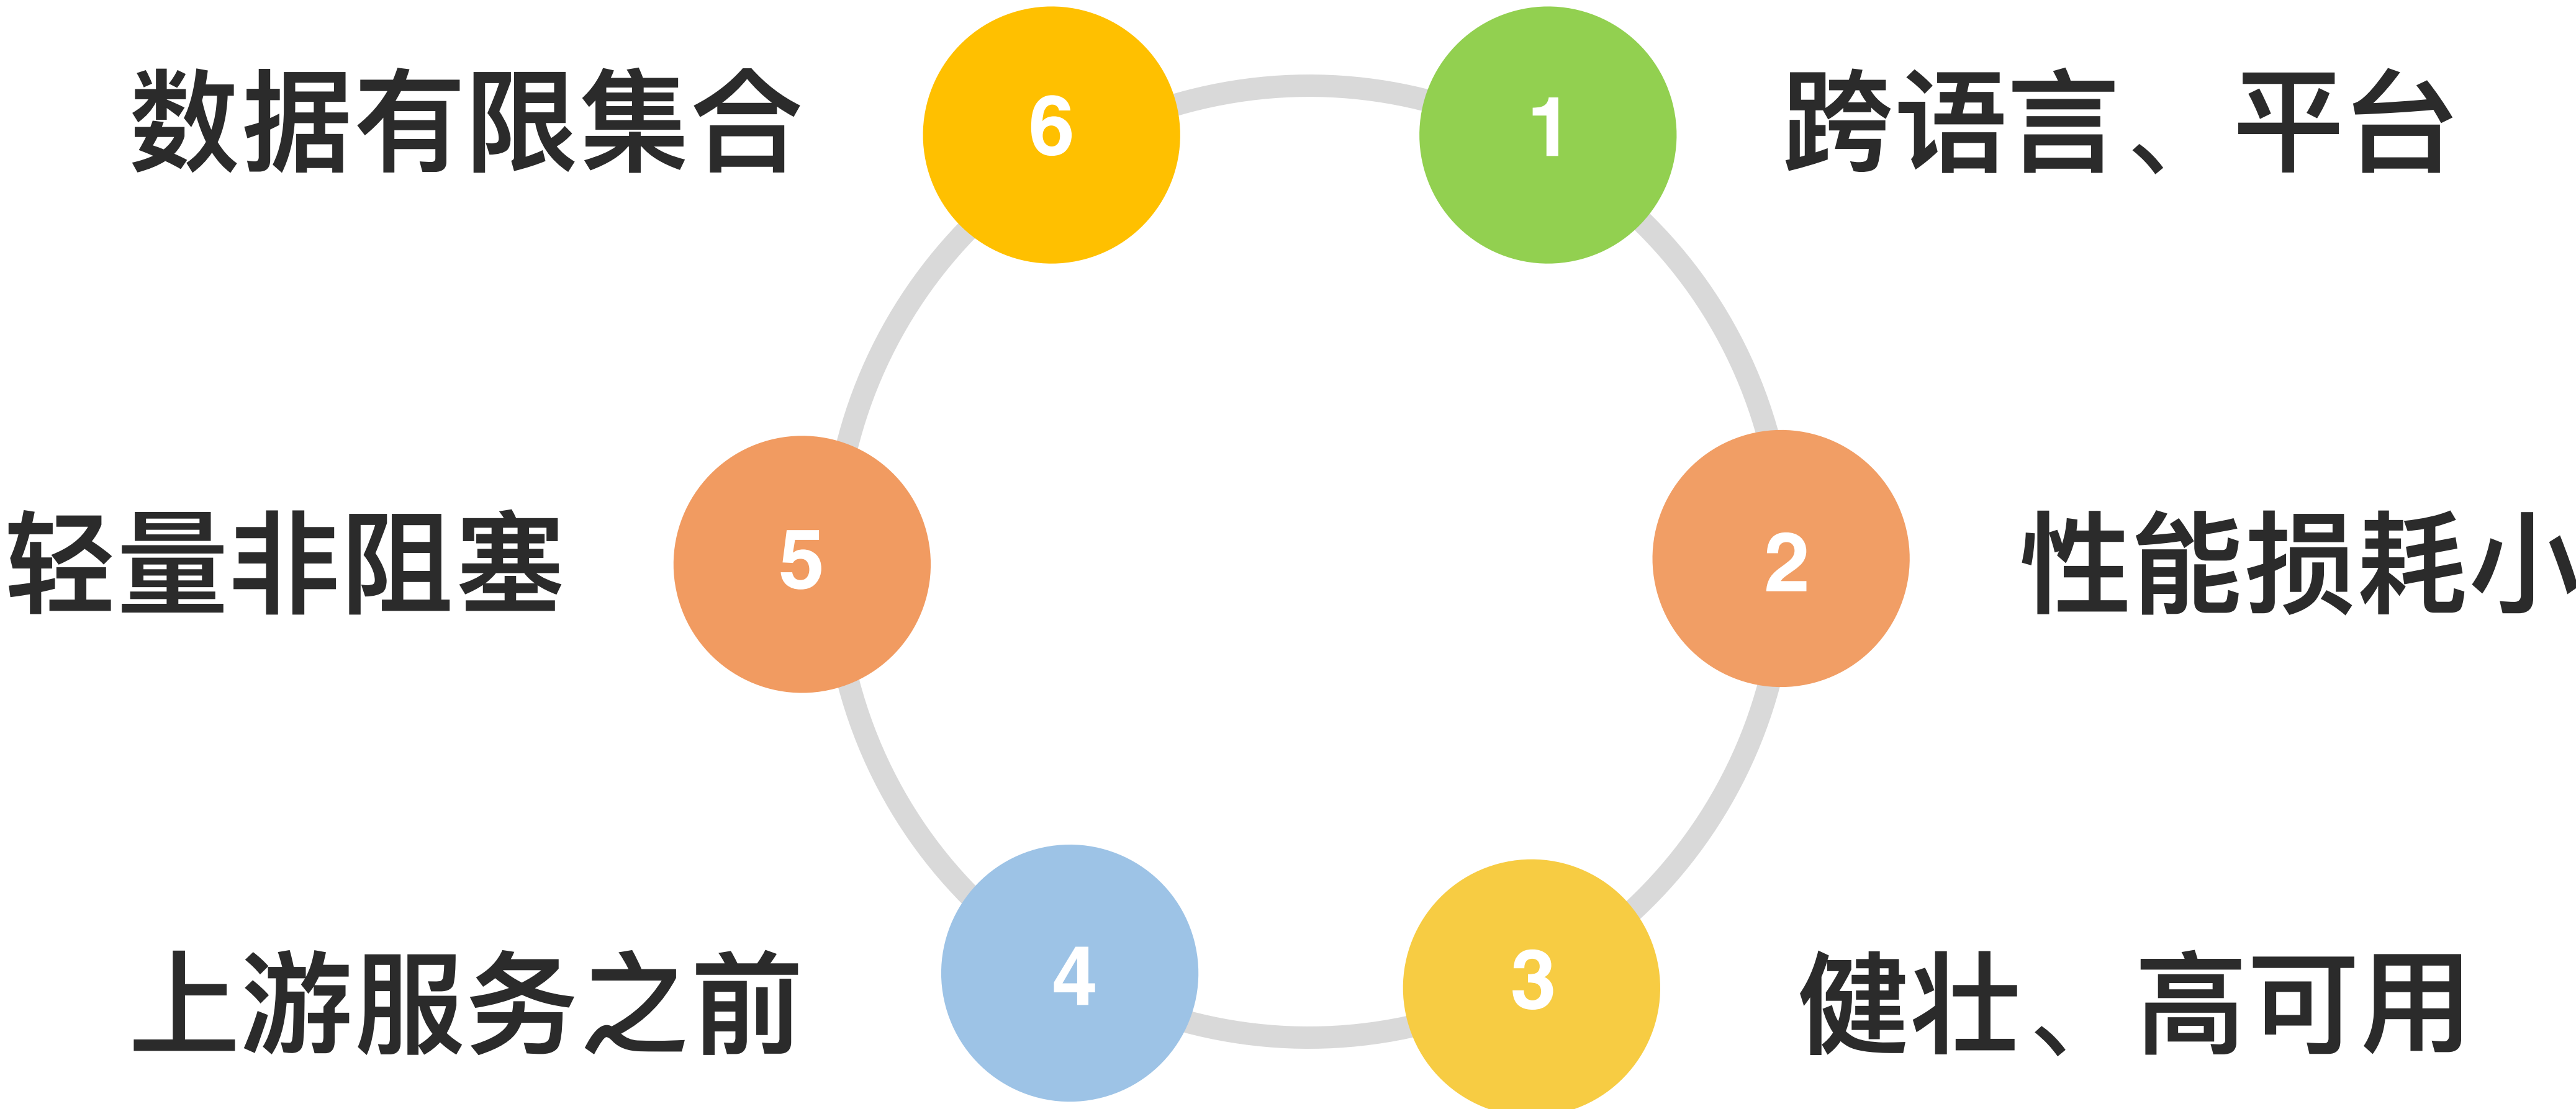 数据有限集合
6
1
跨语言、平台
轻量非阻塞
5
2
性能损耗小
上游服务之前
4
3
健壮、高可用